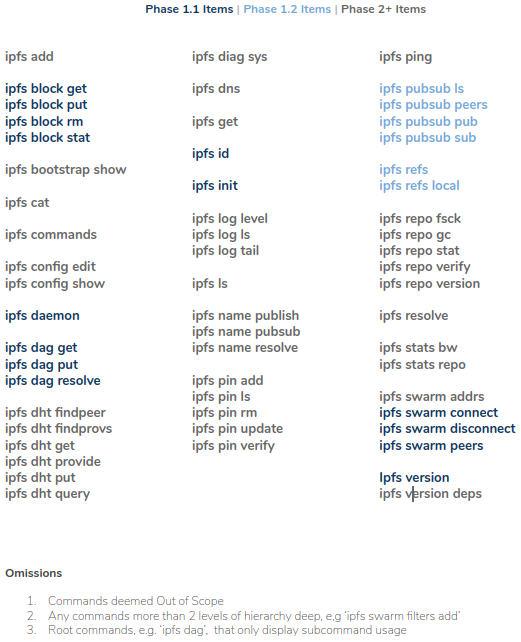 Phase 1.1 Items | Phase 1.2 Items | Phase 2+ Items
ipfs add
ipfs block get
ipfs block put
ipfs block rm
ipfs block stat
ipfs bootstrap show
ipfs cat
ipfs commands
ipfs config edit
ipfs config show
ipfs daemon
ipfs dag get
ipfs dag put
ipfs dag resolve
ipfs dht findpeer
ipfs dht findprovs
ipfs dht get
ipfs dht provide
ipfs dht put
ipfs dht query
ipfs diag sys
ipfs dns
ipfs get
ipfs id
ipfs init
ipfs log level
ipfs log ls
ipfs log tail
ipfs ls
ipfs name publish
ipfs name pubsub
ipfs name resolve
ipfs pin add
ipfs pin ls
ipfs pin rm
ipfs pin update
ipfs pin verify
ipfs ping
ipfs pubsub ls
ipfs pubsub peers
ipfs pubsub pub
ipfs pubsub sub
ipfs refs
ipfs refs local
ipfs repo fsck
ipfs repo gc
ipfs repo stat
ipfs repo verify
ipfs repo version
ipfs resolve
ipfs stats bw
ipfs stats repo
ipfs swarm addrs
ipfs swarm connect
ipfs swarm disconnect
ipfs swarm peers
Ipfs version
ipfs version deps
Omissions
1. Commands deemed Out of Scope
2. Any commands more than 2 levels of hierarchy deep, e,g 'ipfs swarm filters add'
3. Root commands, e.g. 'ipfs dag', that only display subcommand usage